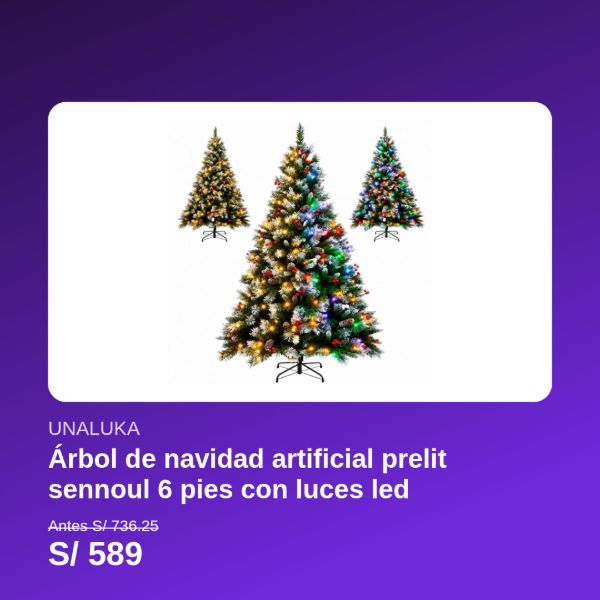 UNALUKA
Árbol de navidad artificial prelit
sennoul 6 pies con luces led
Antes S/ 736.25
S/ 589